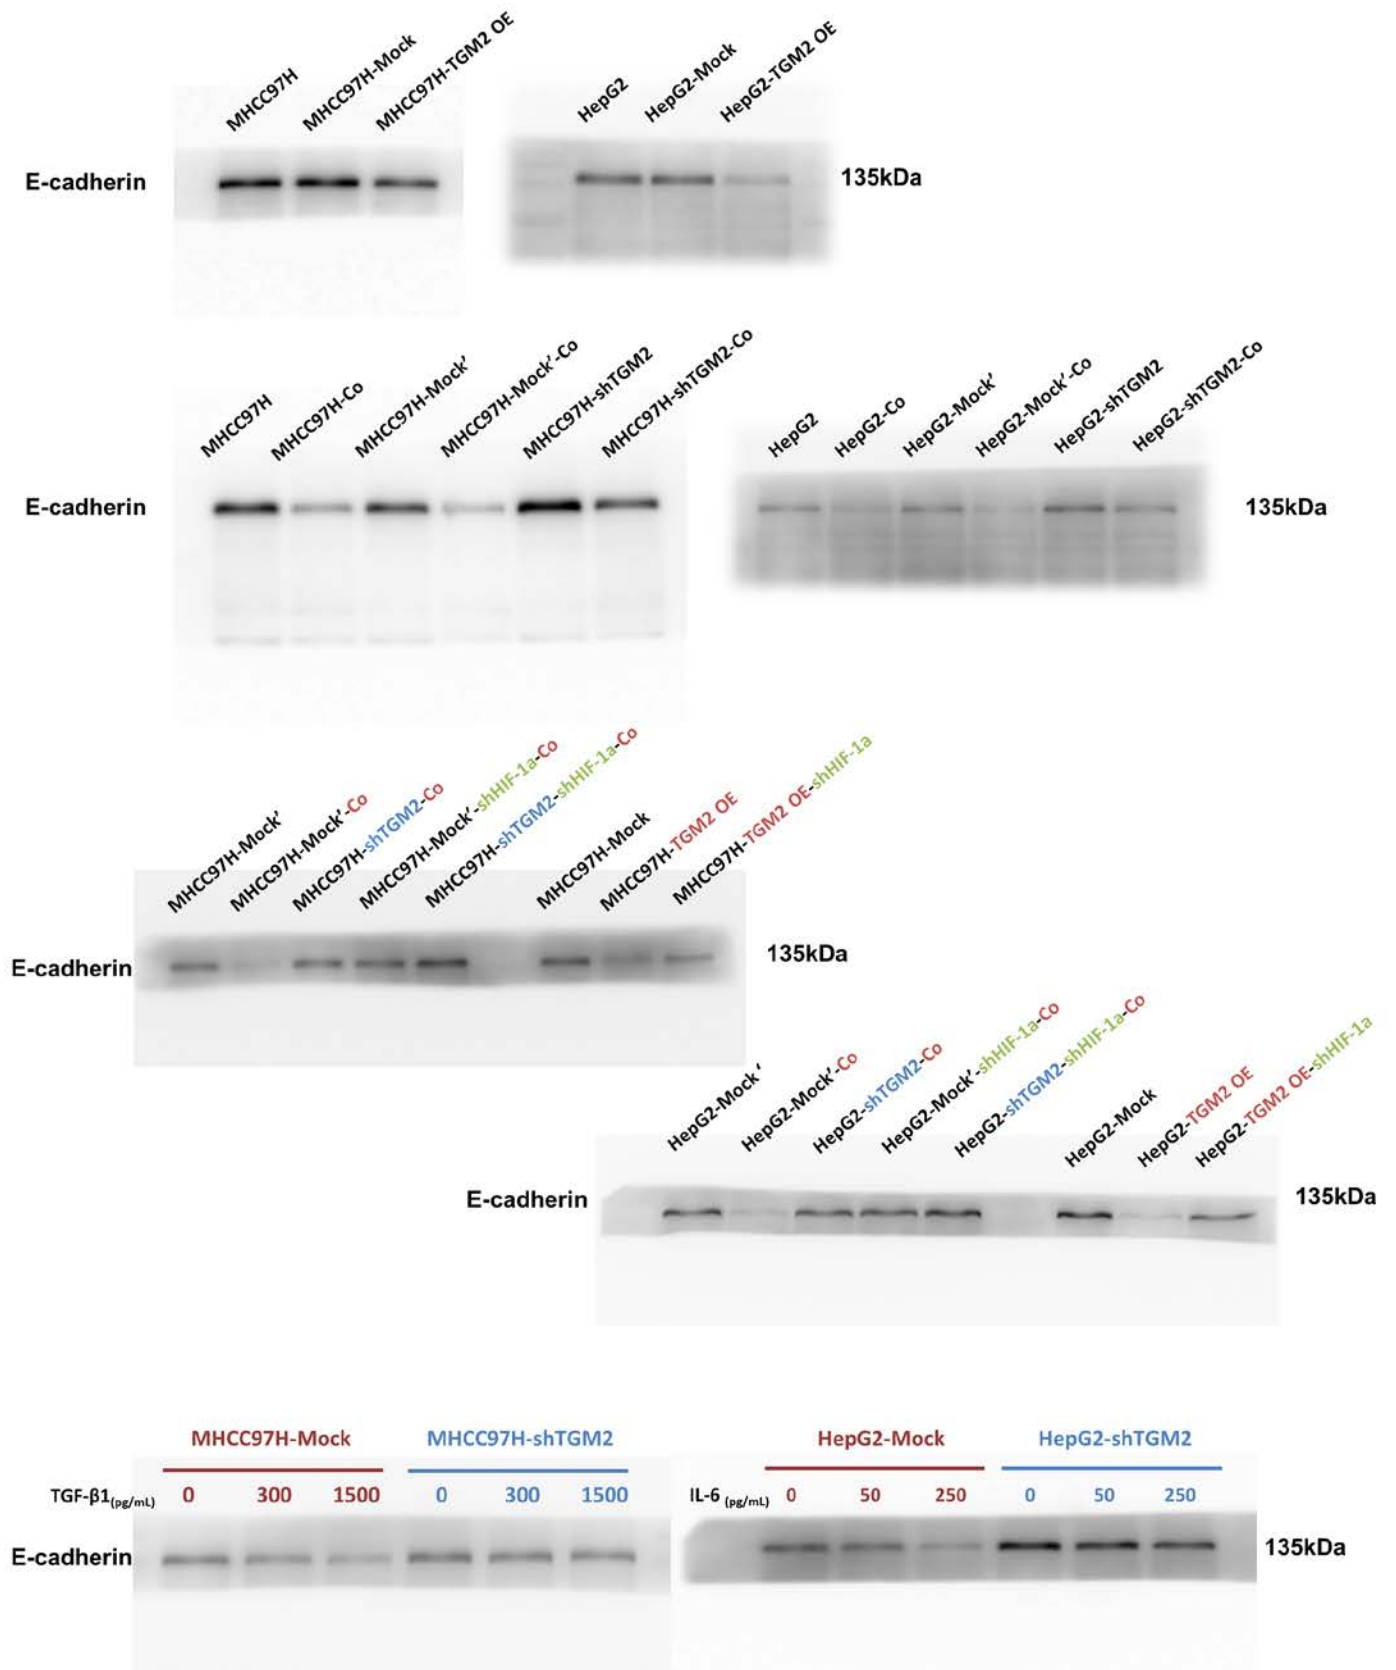 MHCC97H
MHCC97H-Mock
MHCC97H-TGM2 OE
HepG2
HepG2-Mock
HepG2-TGM2 OE
E-cadherin
135kDa
MHCC97H
MHCC97H-Co
MHCC97H-Mock'
MHCC97H-Mock'-Co
MHCC97H-shTGM2
MHCC97H-shTGM2-Co
HepG2
HepG2-Co
HepG2-Mock'
HepG2-Mock'-Co
HepG2-shTGM2
HepG2-shTGM2-Co
E-cadherin
135kDa
MHCC97H-Mock'
MHCC97H-Mock'-Co
MHCC97H-shTGM2-Co
MHCC97H-Mock'-shHIF-1a-Co
MHCC97H-shTGM2-shHIF-1a-Co
MHCC97H-Mock
MHCC97H-TGM2 OE
MHCC97H-TGM2 OE-shHIF-1a
E-cadherin
135kDa
HepG2-Mock'
HepG2-Mock'-Co
HepG2-shTGM2-Co
HepG2-Mock'-shHIF-1a-Co
HepG2-shTGM2-shHIF-1a-Co
HepG2-Mock
HepG2-TGM2 OE
HepG2-TGM2 OE-shHIF-1a
E-cadherin
135kDa
MHCC97H-Mock MHCC97H-shTGM2 HepG2-Mock HepG2-shTGM2
TGF-β1(pg/mL) 0 300 1500 0 300 1500 IL-6 (pg/mL) 0 50 250 0 50 250
E-cadherin 135kDa